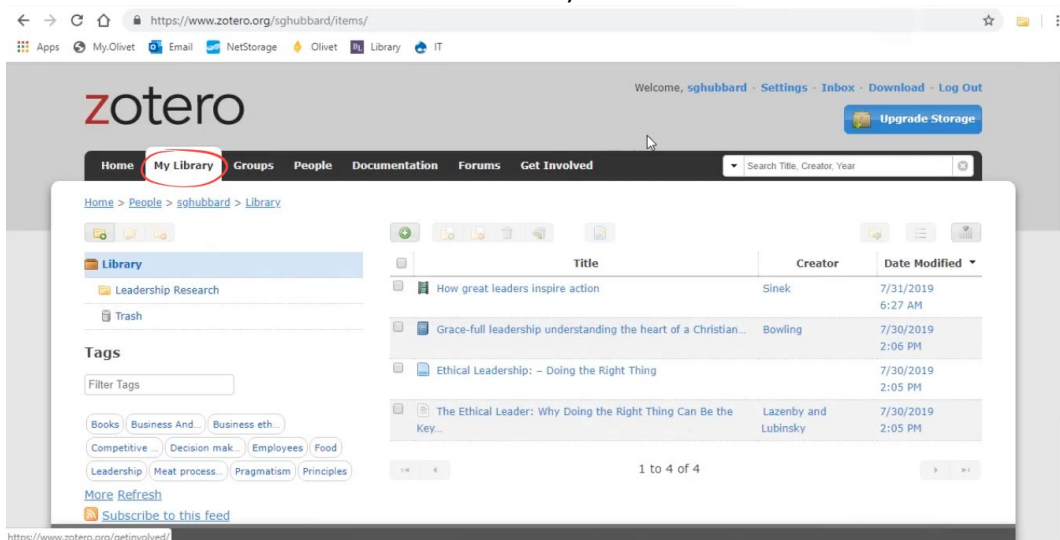 https://www.zotero.org/sghubbard/items/
Apps My.Olivet Email NetStorage Olivet BL Library IT
zotero
Welcome, sghubbard - Settings - Inbox - Download - Log Out
Upgrade Storage
Home My Library Groups People Documentation Forums Get Involved
Search Title, Creator, Year
Home > People > sghubbard > Library
Library
Leadership Research
Trash
Tags
Filter Tags
Books Business And... Business eth...
Competitive ... Decision mak... Employees Food
Leadership Meat process... Pragmatism Principles
More Refresh
Subscribe to this feed
Title Creator Date Modified
How great leaders inspire action Sinek 7/31/2019
6:27 AM
Grace-full leadership understanding the heart of a Christian... Bowling 7/30/2019
2:06 PM
Ethical Leadership: – Doing the Right Thing 7/30/2019
2:05 PM
The Ethical Leader: Why Doing the Right Thing Can Be the Lazenby and 7/30/2019
Key... Lubinsky 2:05 PM
1 to 4 of 4
https://www.zotero.org/getinvolved/